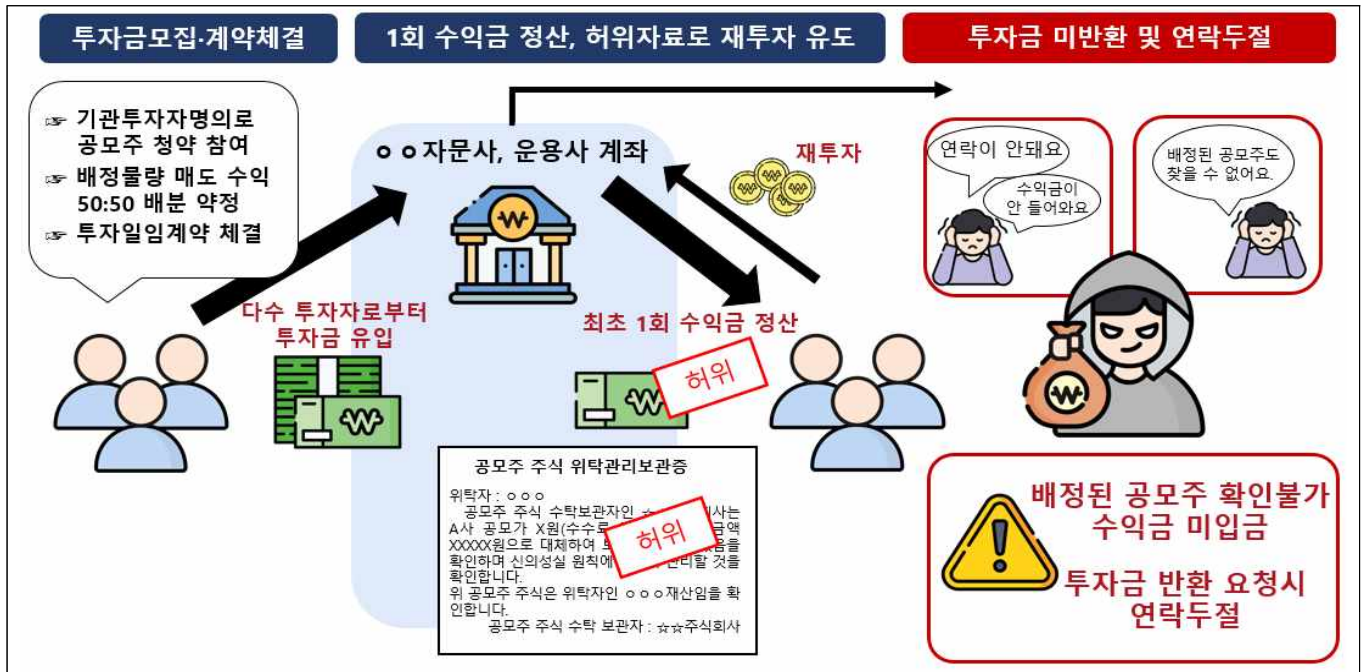 투자금모집·계약체결
1회 수익금 정산, 허위자료로 재투자 유도
투자금 미반환 및 연락두절
☞ 기관투자자명의로
공모주 청약 참여
☞ 배정물량 매도 수익
50:50 배분 약정
☞ 투자일임계약 체결
ㅇㅇ자문사, 운용사 계좌
재투자
연락이 안돼요
수익금이
안 들어와요
배정된 공모주도
찾을 수 없어요.
다수 투자자로부터
투자금 유입
최초 1회 수익금 정산
허위
공모주 주식 위탁관리보관증
위탁자 : ㅇㅇㅇ
공모주 주식 수탁보관자인 ☆ 사는
A사 공모가 X원(수수료 금액
XXXXX원으로 대체하여 음을
확인하며 신의성실 원칙에 관리할 것을
확인합니다.
위 공모주 주식은 위탁자인 ㅇㅇㅇ재산임을 확
인합니다.
공모주 주식 수탁 보관자 : ☆☆주식회사
허위
배정된 공모주 확인불가
수익금 미입금
투자금 반환 요청시
연락두절